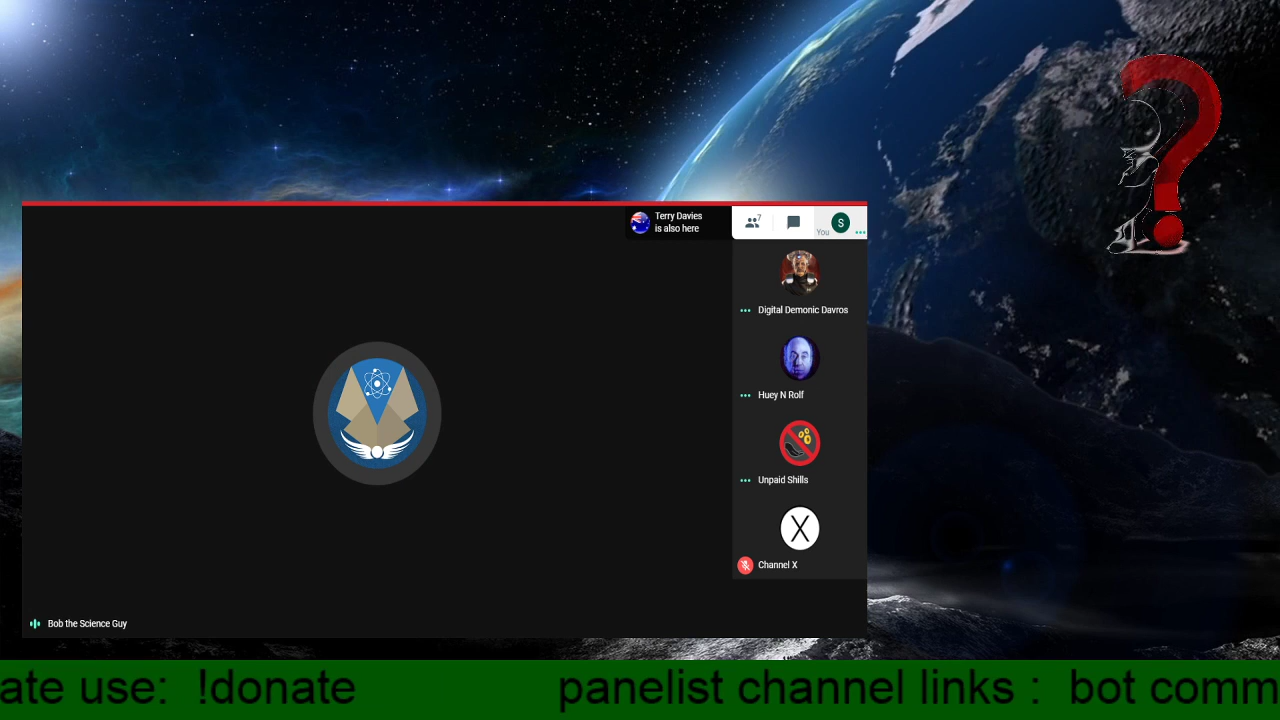 Terry Davies
is also here
7
You
S
Digital Demonic Davros
Huey N Rolf
Unpaid Shills
X
Channel X
Bob the Science Guy
ate use: !donate panelist channel links : bot comm
?